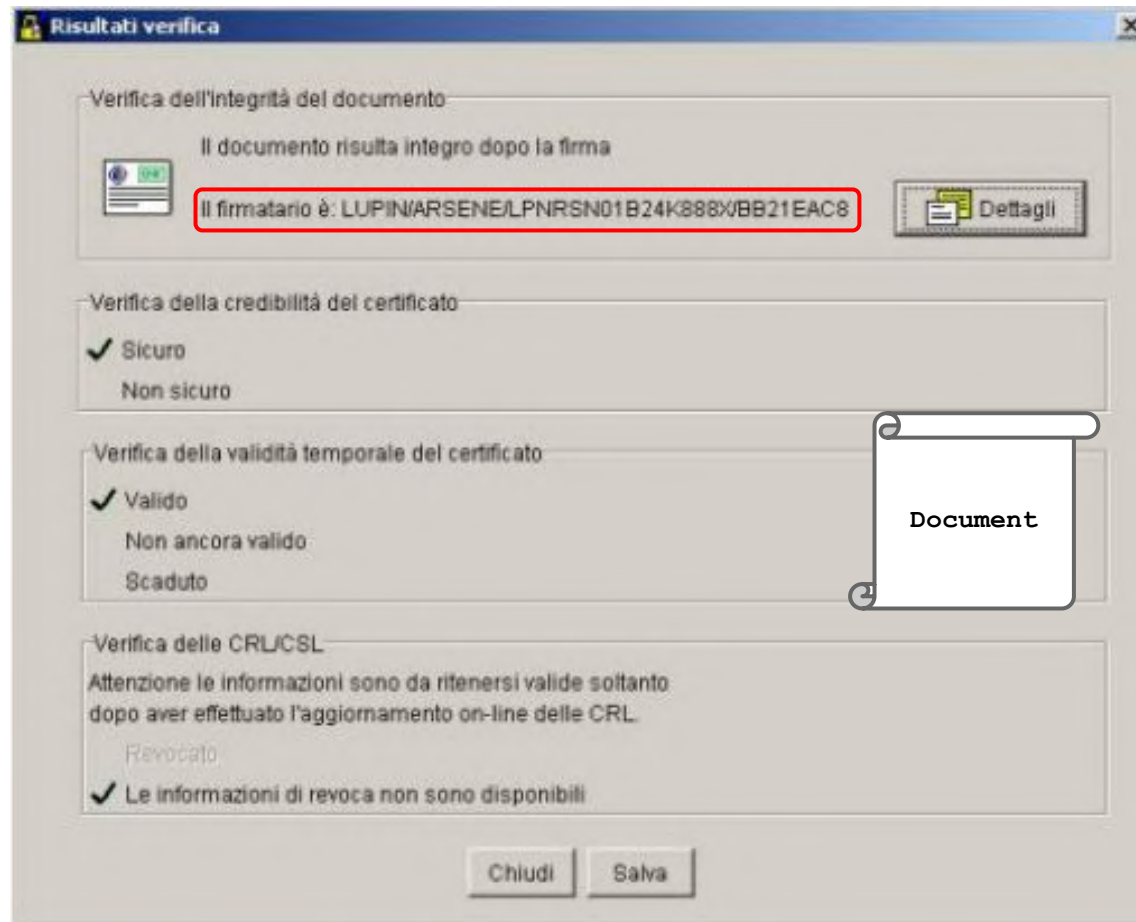 Risultati verifica
Verifica dell'integrità del documento
Il documento risulta integro dopo la firma
Il firmatario è: LUPIN/ARSENE/LPNRSN01B24K888X/BB21EAC8
Dettagli
Verifica della credibilità del certificato
Sicuro
Non sicuro
Verifica della validità temporale del certificato
Valido
Non ancora valido
Scaduto
Document
Verifica delle CRL/CSL
Attenzione le informazioni sono da ritenersi valide soltanto
dopo aver effettuato l'aggiornamento on-line delle CRL.
Revocato
Le informazioni di revoca non sono disponibili
Chiudi
Salva